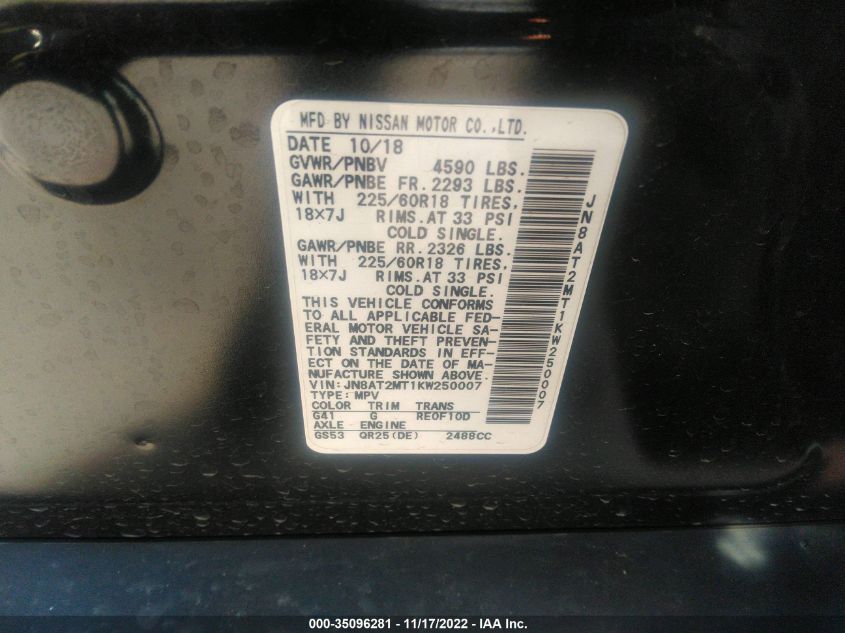 MFD BY NISSAN MOTOR CO.,LTD.
DATE 10/18
GVWR/PNBV 4590 LBS.
GAWR/PNBE FR. 2293 LBS.
WITH 225/60R18 TIRES.
18X7J RIMS. AT 33 PSI
COLD SINGLE.
GAWR/PNBE RR. 2326 LBS.
WITH 225/60R18 TIRES.
18X7J RIMS. AT 33 PSI
COLD SINGLE.
THIS VEHICLE CONFORMS
TO ALL APPLICABLE FED-
ERAL MOTOR VEHICLE SA-
FETY AND THEFT PREVEN-
TION STANDARDS IN EFF-
ECT ON THE DATE OF MA-
NUFACTURE SHOWN ABOVE.
VIN: JN8AT2MT1KW250007
TYPE: MPV
COLOR TRIM TRANS
G41 G RE0F10D
AXLE ENGINE
GS53 QR25(DE) 2488CC
JN8AT2MT1KW250007
000-35096281 - 11/17/2022 - IAA Inc.